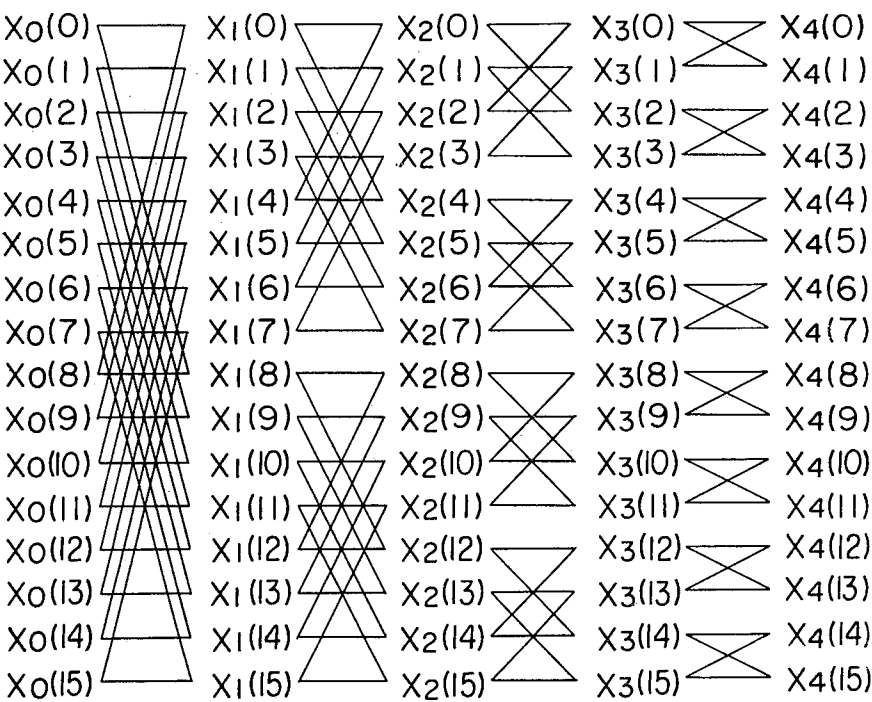 X0(0) X1(0) X2(0) X3(0) X4(0)
X0(1) X1(1) X2(1) X3(1) X4(1)
X0(2) X1(2) X2(2) X3(2) X4(2)
X0(3) X1(3) X2(3) X3(3) X4(3)
X0(4) X1(4) X2(4) X3(4) X4(4)
X0(5) X1(5) X2(5) X3(5) X4(5)
X0(6) X1(6) X2(6) X3(6) X4(6)
X0(7) X1(7) X2(7) X3(7) X4(7)
X0(8) X1(8) X2(8) X3(8) X4(8)
X0(9) X1(9) X2(9) X3(9) X4(9)
X0(10) X1(10) X2(10) X3(10) X4(10)
X0(11) X1(11) X2(11) X3(11) X4(11)
X0(12) X1(12) X2(12) X3(12) X4(12)
X0(13) X1(13) X2(13) X3(13) X4(13)
X0(14) X1(14) X2(14) X3(14) X4(14)
X0(15) X1(15) X2(15) X3(15) X4(15)